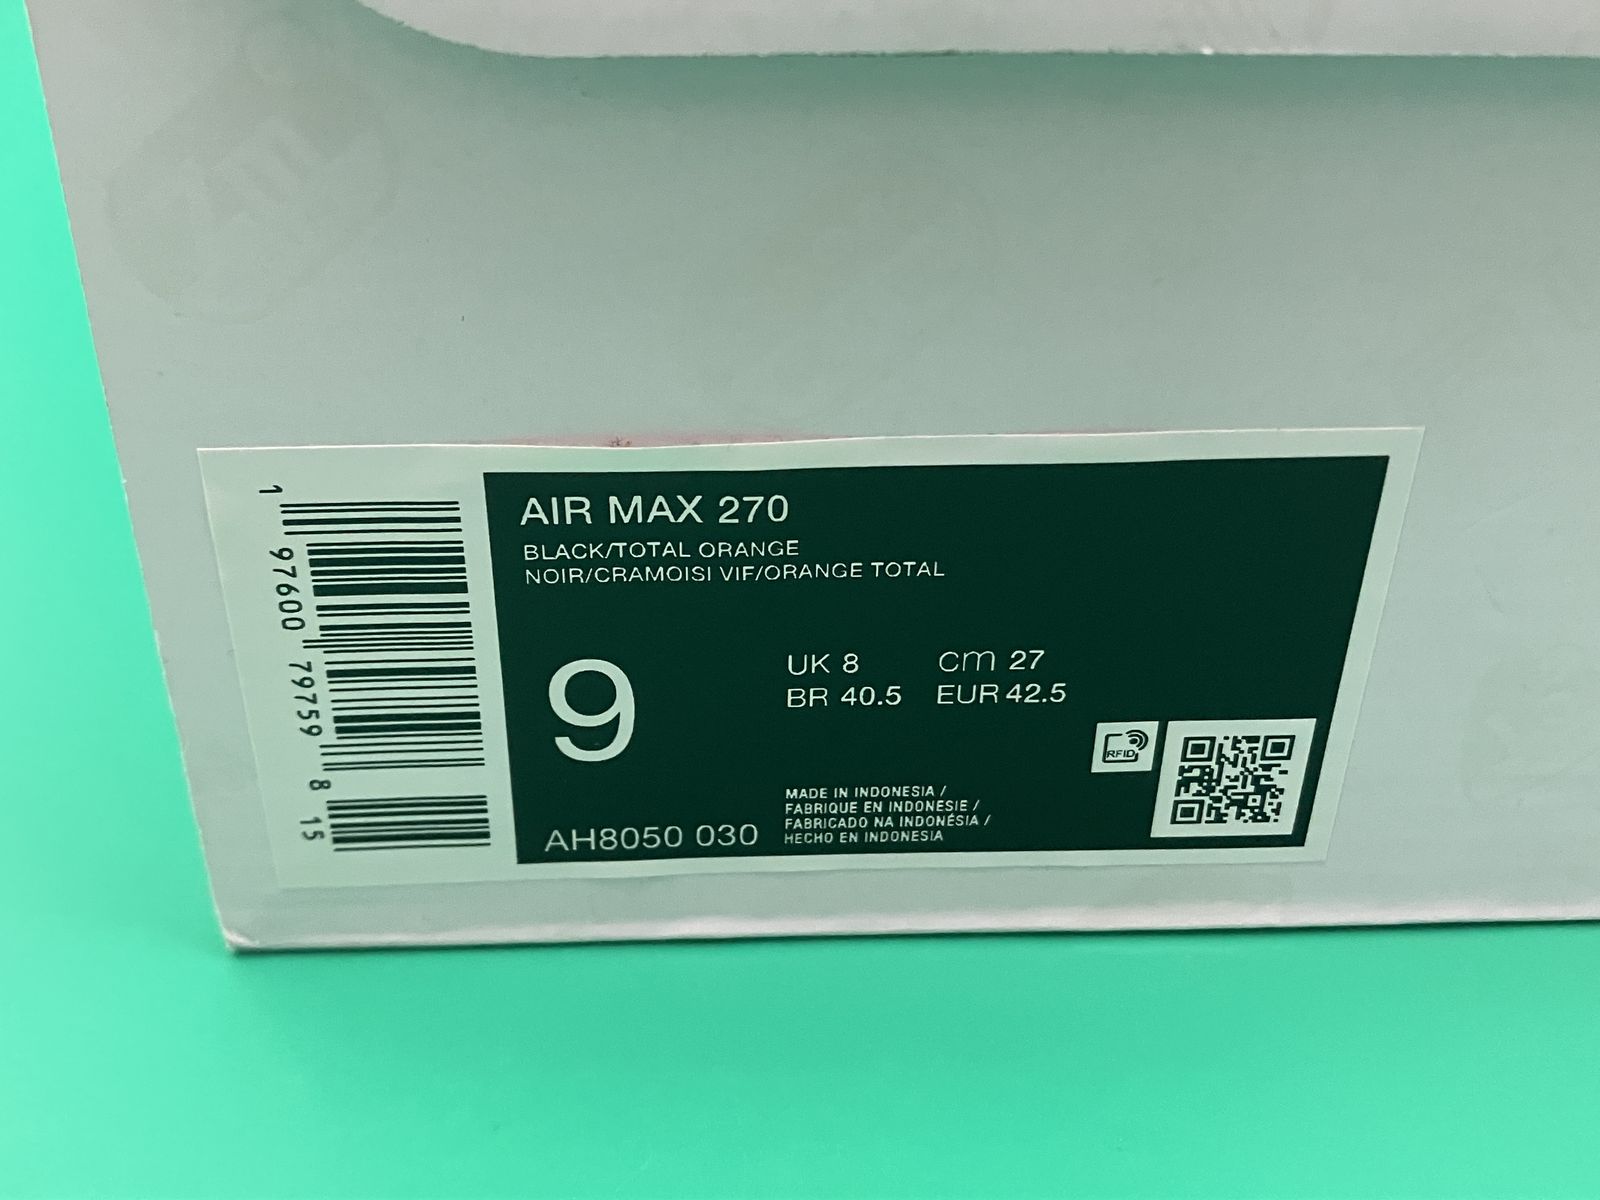 AIR MAX 270
BLACK/TOTAL ORANGE
NOIR/CRAMOISI VIF/ORANGE TOTAL
9
UK 8 cm 27
BR 40.5 EUR 42.5
RFID
MADE IN INDONESIA /
FABRIQUE EN INDONESIE /
FABRICADO NA INDONÉSIA /
HECHO EN INDONESIA
AH8050 030
1 97600 79759 8 15